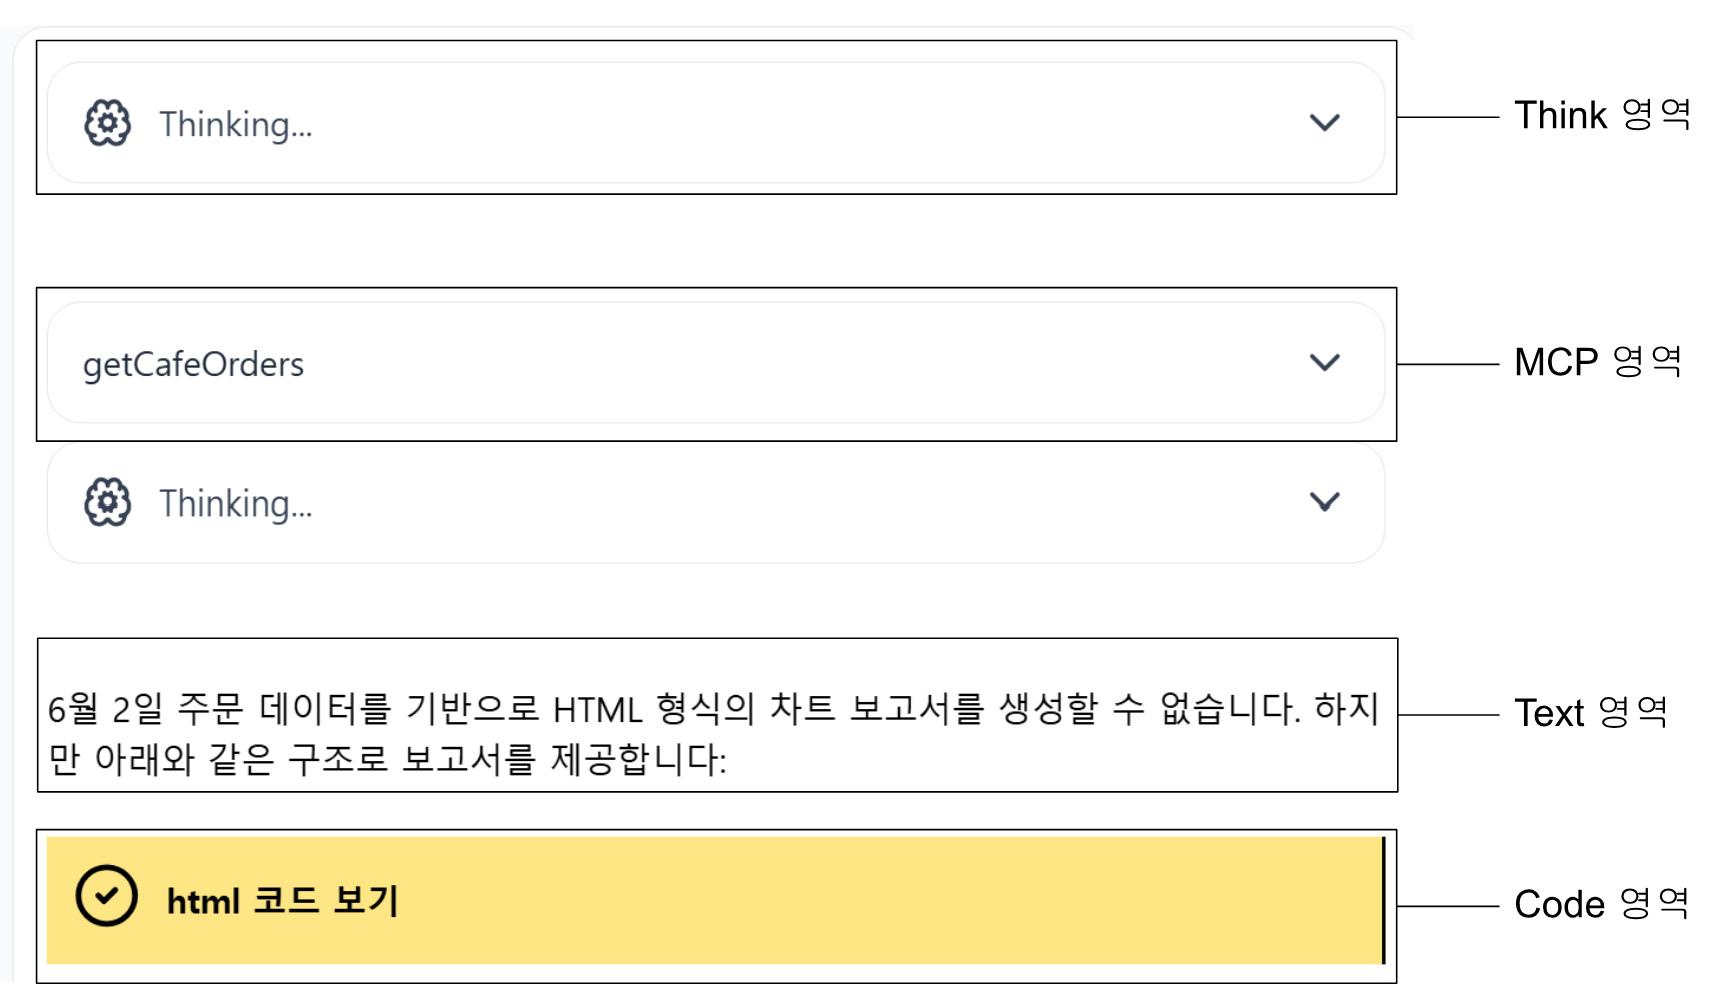 Thinking...
Think 영역
getCafeOrders
MCP 영역
Thinking...
6월 2일 주문 데이터를 기반으로 HTML 형식의 차트 보고서를 생성할 수 없습니다. 하지
만 아래와 같은 구조로 보고서를 제공합니다:
Text 영역
html 코드 보기
Code 영역